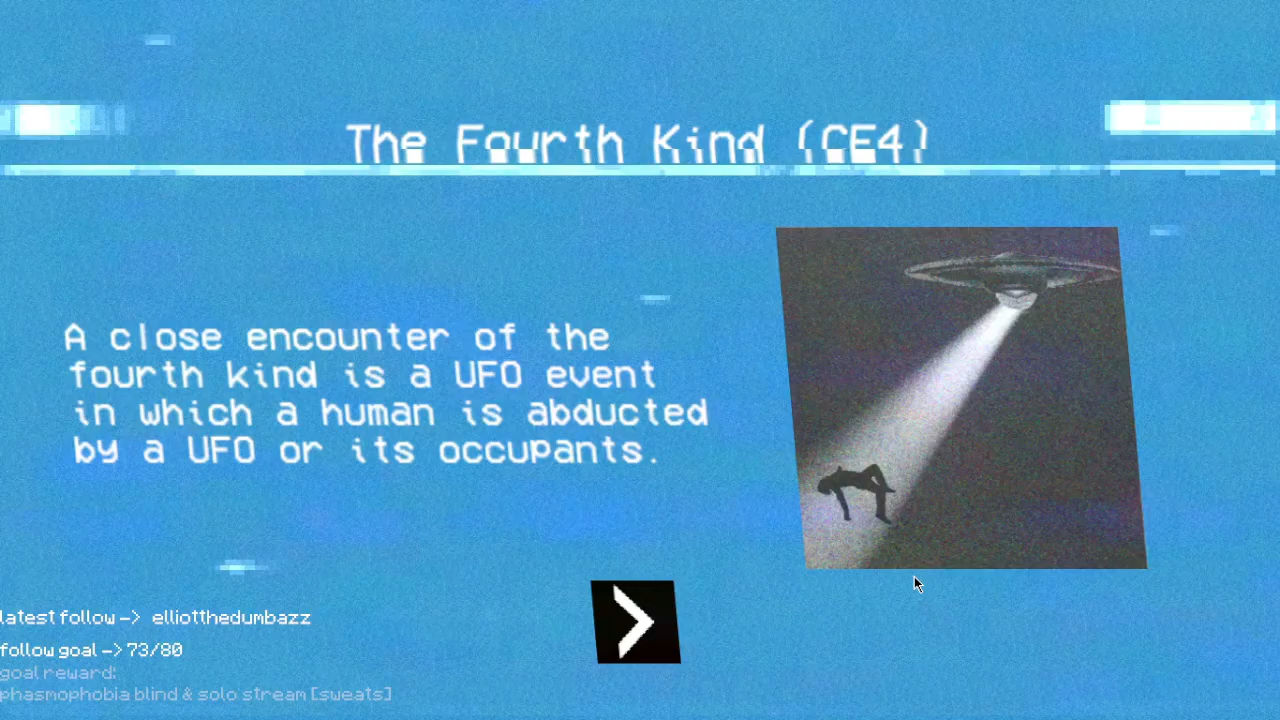 The Fourth Kind (CE4)
A close encounter of the
fourth kind is a UFO event
in which a human is abducted
by a UFO or its occupants.
latest follow -> elliotthedumbazz
follow goal -> 73/80
goal reward:
phasmophobia blind & solo stream [sweats]